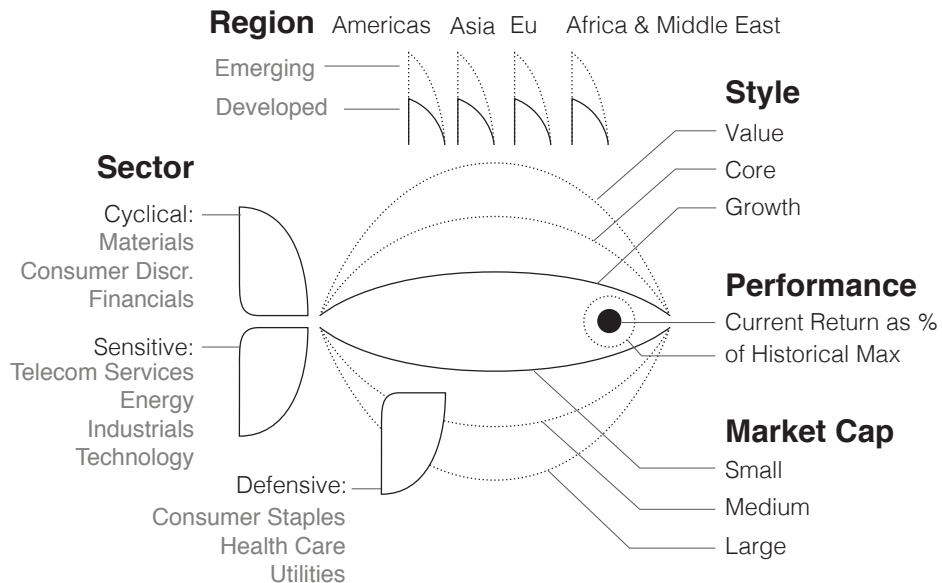 Region Americas Asia Eu Africa & Middle East
Emerging
Developed
Style
Value
Core
Growth
Sector
Cyclical:
Materials
Consumer Discr.
Financials
Sensitive:
Telecom Services
Energy
Industrials
Technology
Defensive:
Consumer Staples
Health Care
Utilities
Performance
Current Return as %
of Historical Max
Market Cap
Small
Medium
Large